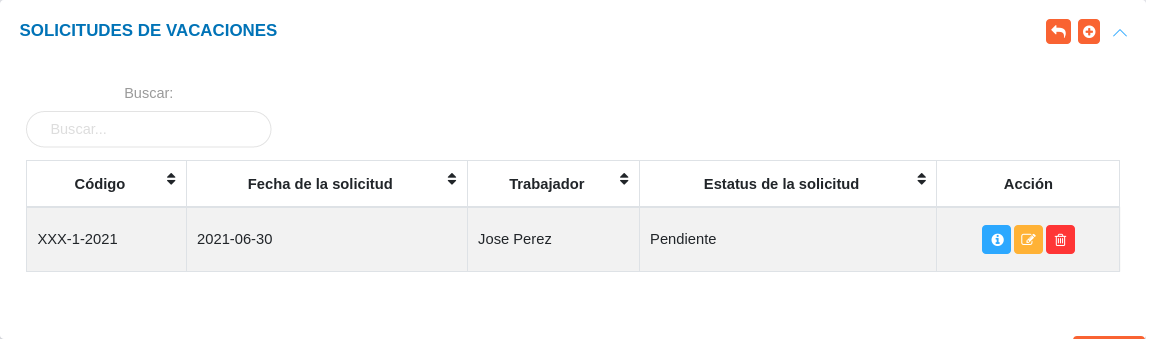 SOLICITUDES DE VACACIONES
Buscar:
Buscar...
Código Fecha de la solicitud Trabajador Estatus de la solicitud Acción
XXX-1-2021 2021-06-30 Jose Perez Pendiente